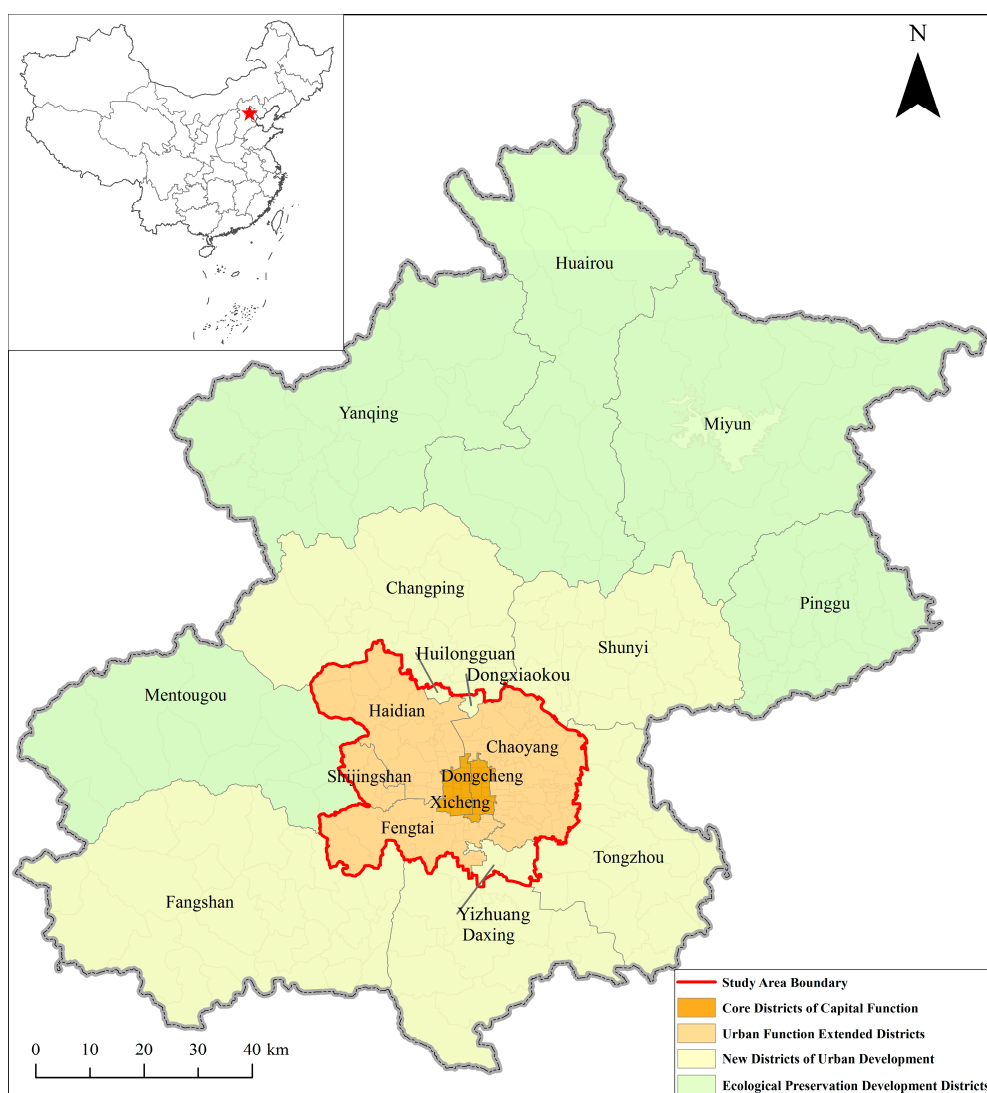 N
Huairou
Yanqing
Miyun
Changping
Pinggu
Shunyi
Huilongguan
Dongxiaokou
Mentougou
Haidian
Chaoyang
Shijingshan
Dongcheng
Xicheng
Fengtai
Tongzhou
Fangshan
Yizhuang
Daxing
Study Area Boundary
Core Districts of Capital Function
Urban Function Extended Districts
New Districts of Urban Development
Ecological Preservation Development Districts
0 10 20 30 40 km